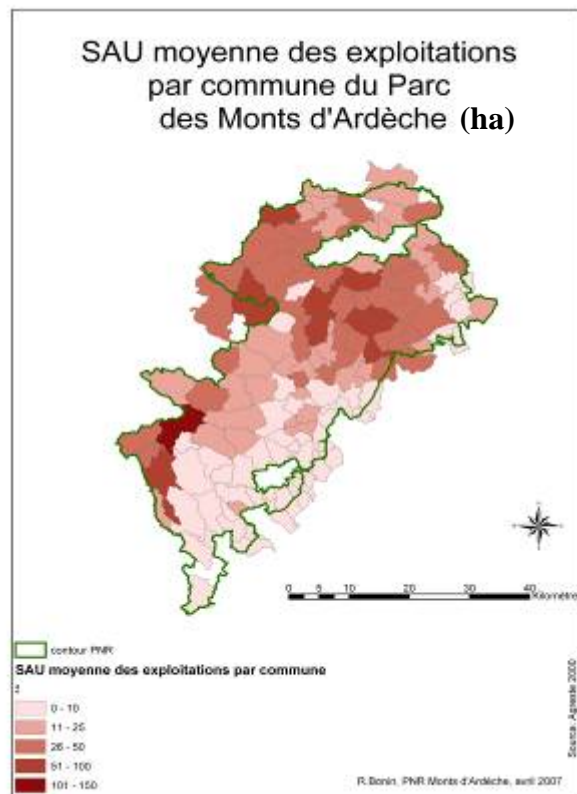 SAU moyenne des exploitations
par commune du Parc
des Monts d'Ardèche (ha)
0 5 10 20 30 40
Kilomètre
contour PNR
SAU moyenne des exploitations par commune
0 - 10
11 - 25
26 - 50
51 - 100
101 - 150
Source: Agreste 2000
R.Bonin, PNR Monts d'Ardèche, avril 2007